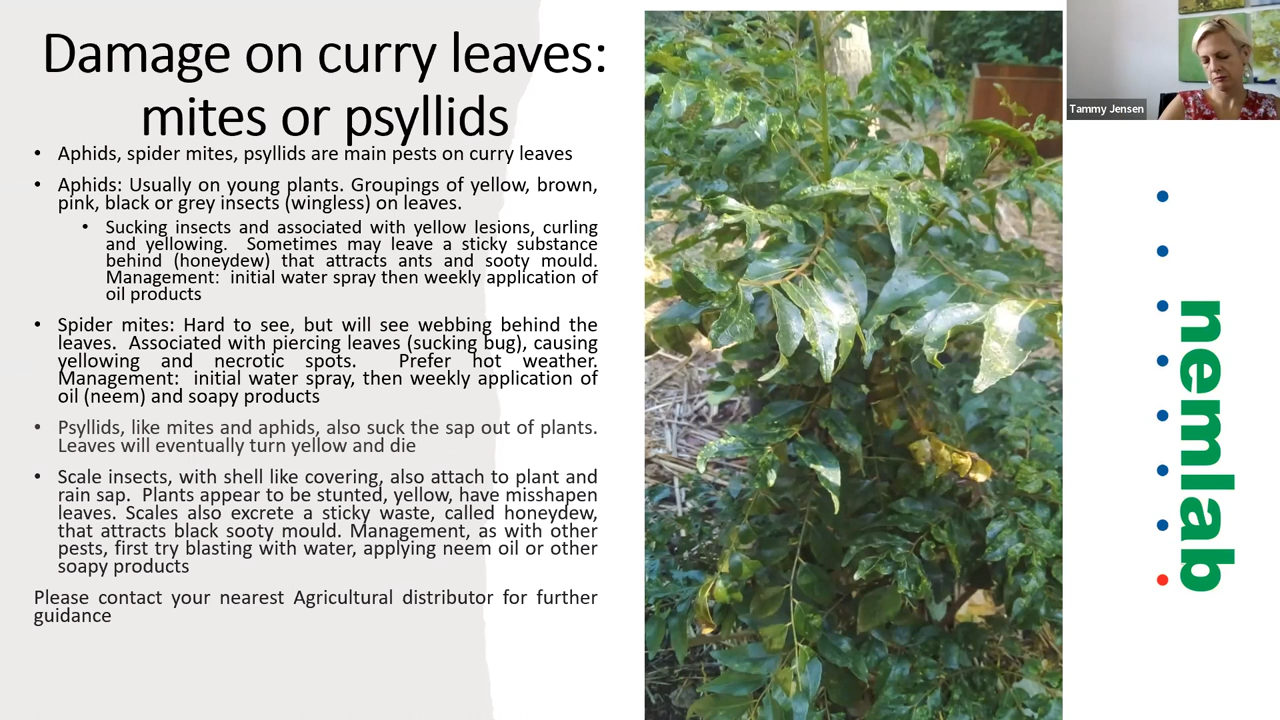 Damage on curry leaves:
mites or psyllids
• Aphids, spider mites, psyllids are main pests on curry leaves
• Aphids: Usually on young plants. Groupings of yellow, brown,
pink, black or grey insects (wingless) on leaves.
• Sucking insects and associated with yellow lesions, curling
and yellowing. Sometimes may leave a sticky substance
behind (honeydew) that attracts ants and sooty mould.
Management: initial water spray then weekly application of
oil products
• Spider mites: Hard to see, but will see webbing behind the
leaves. Associated with piercing leaves (sucking bug), causing
yellowing and necrotic spots. Prefer hot weather.
Management: initial water spray, then weekly application of
oil (neem) and soapy products
• Psyllids, like mites and aphids, also suck the sap out of plants.
Leaves will eventually turn yellow and die
• Scale insects, with shell like covering, also attach to plant and
rain sap. Plants appear to be stunted, yellow, have misshapen
leaves. Scales also excrete a sticky waste, called honeydew,
that attracts black sooty mould. Management, as with other
pests, first try blasting with water, applying neem oil or other
soapy products
Please contact your nearest Agricultural distributor for further
guidance
Tammy Jensen
nemlab